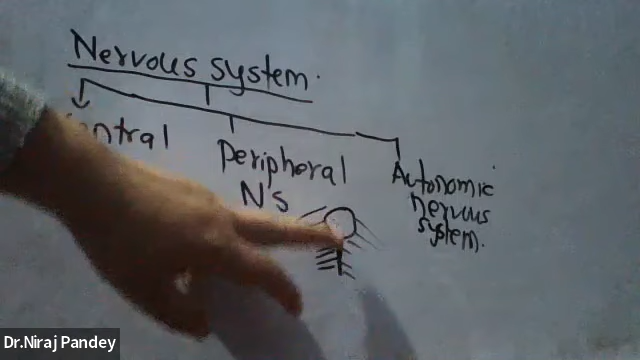 Nervous system.
Peripheral
NS
Autonomic
nervous
system.
Dr.Niraj Pandey